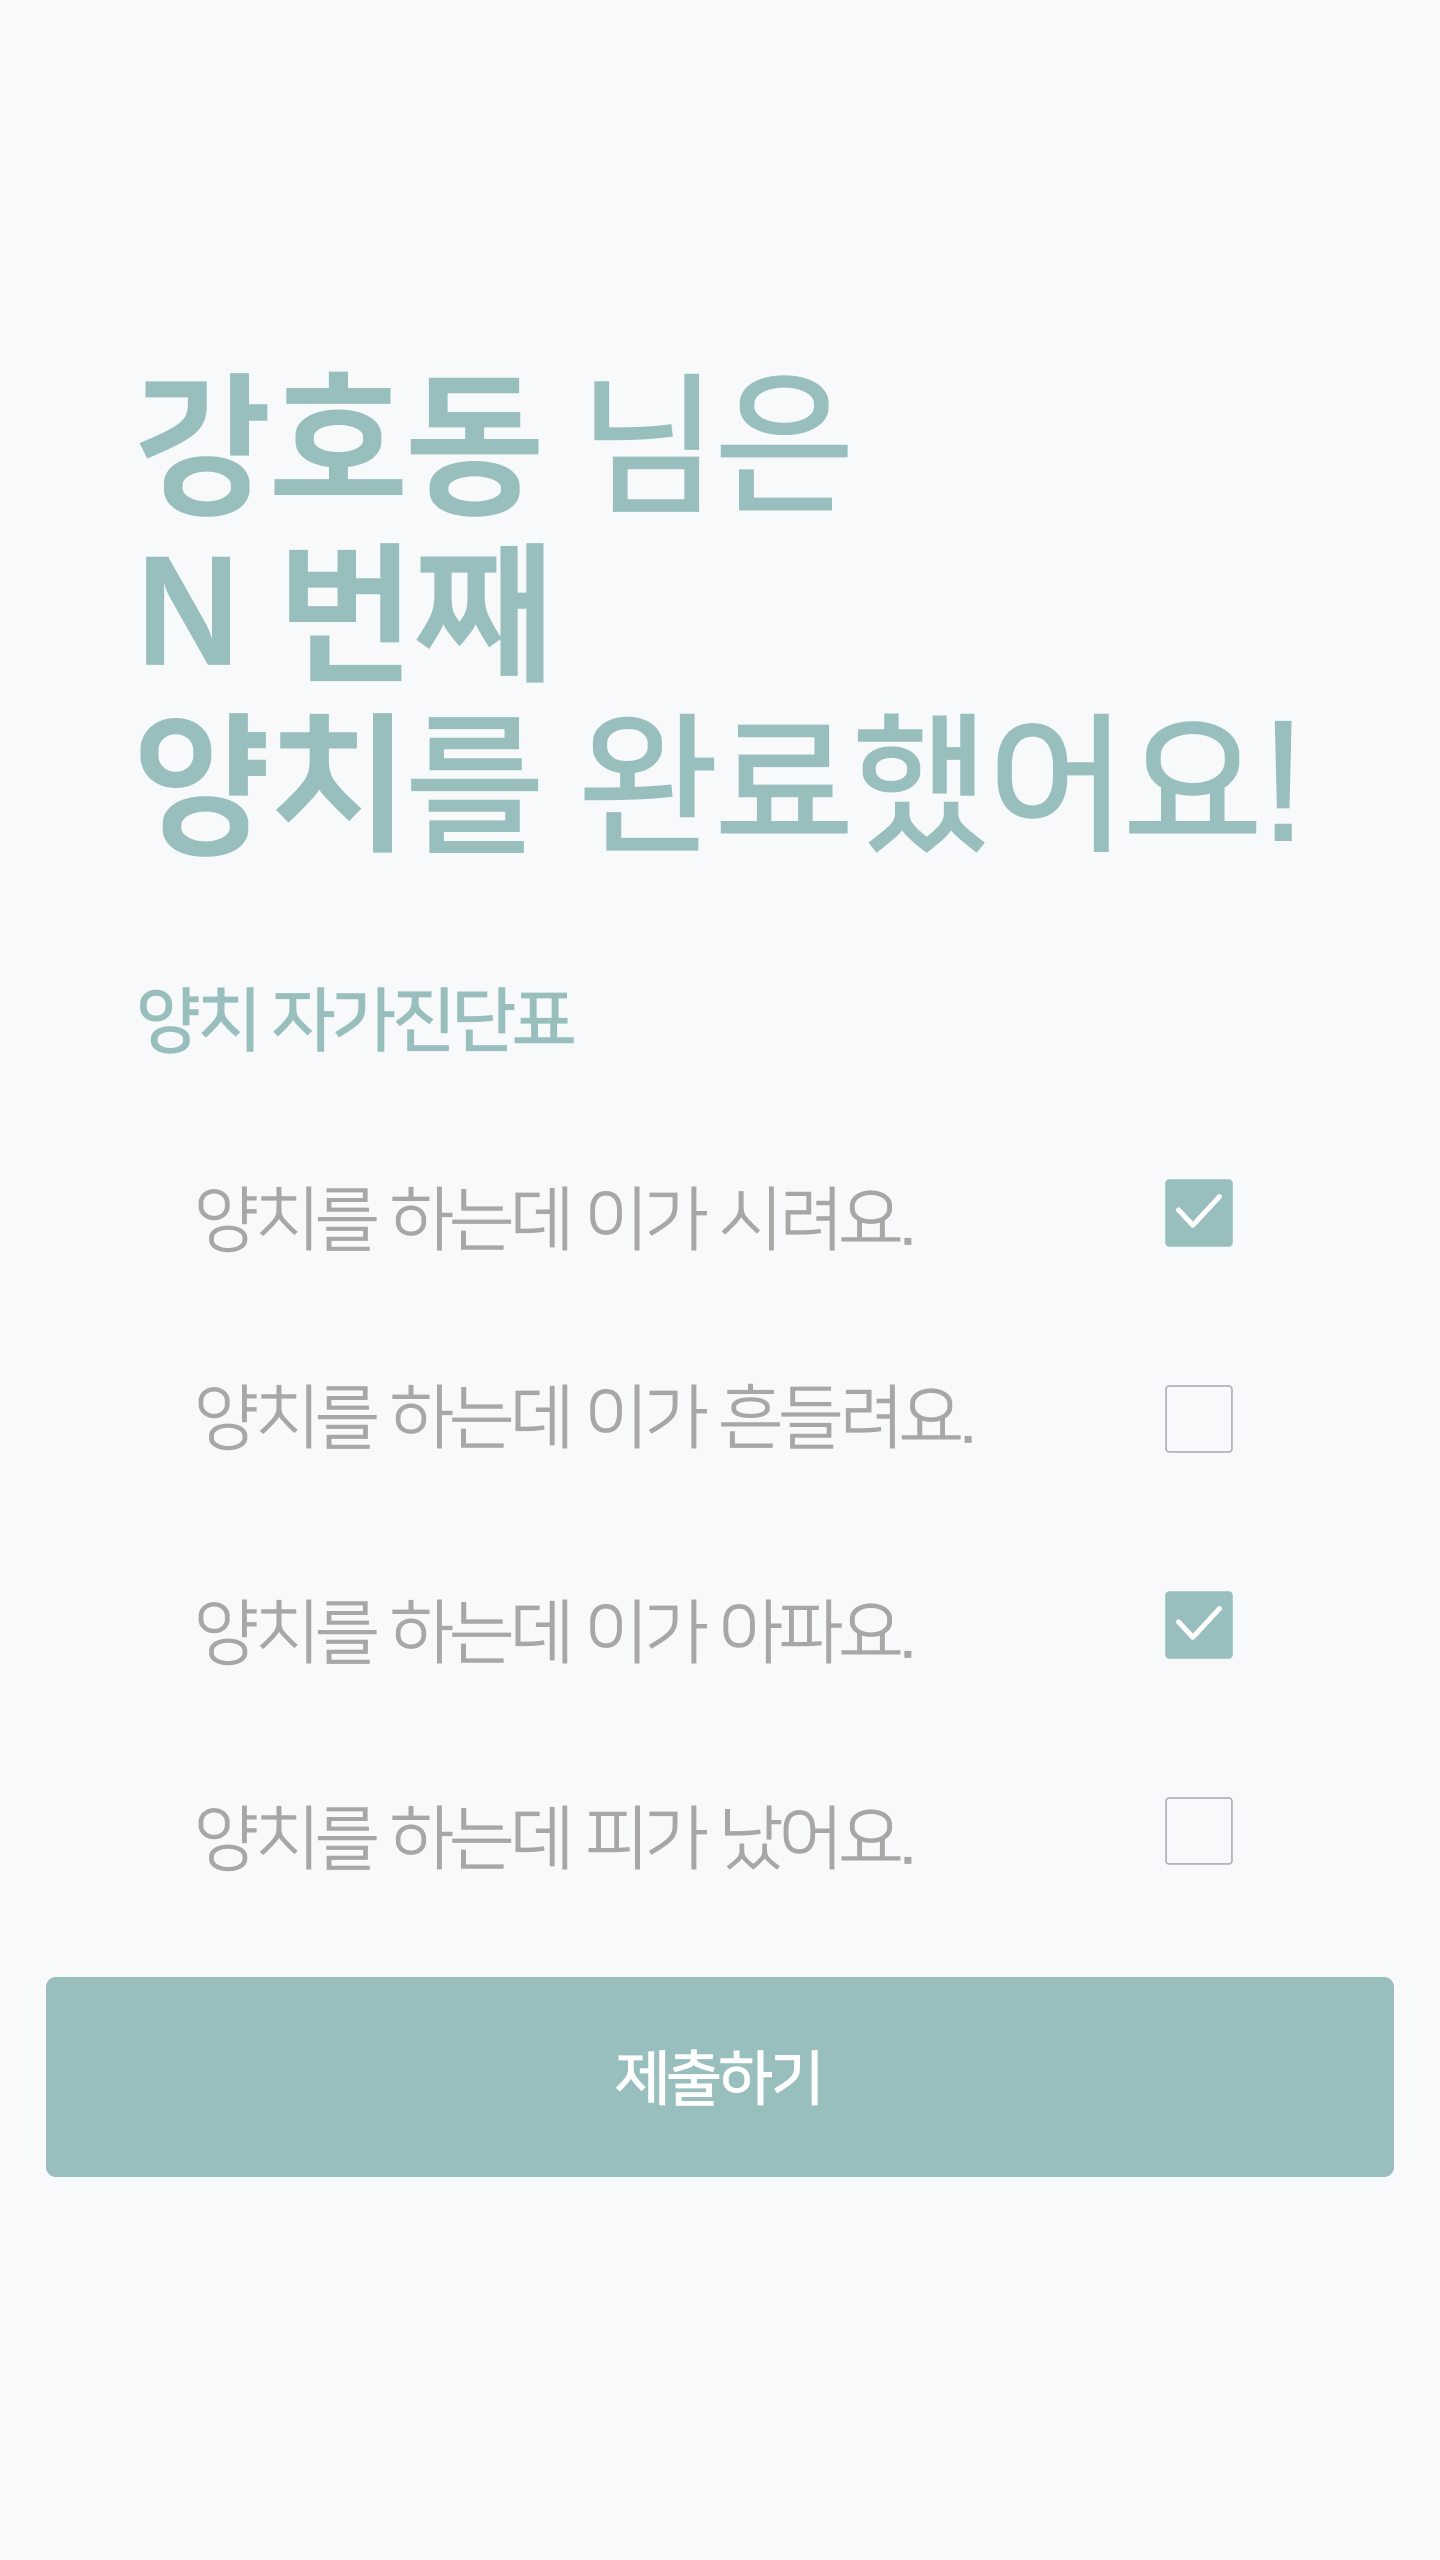 강호동 님은
N 번째
양치를 완료했어요!
양치 자가진단표
양치를 하는데 이가 시려요.
양치를 하는데 이가 흔들려요.
양치를 하는데 이가 아파요.
양치를 하는데 피가 났어요.
제출하기